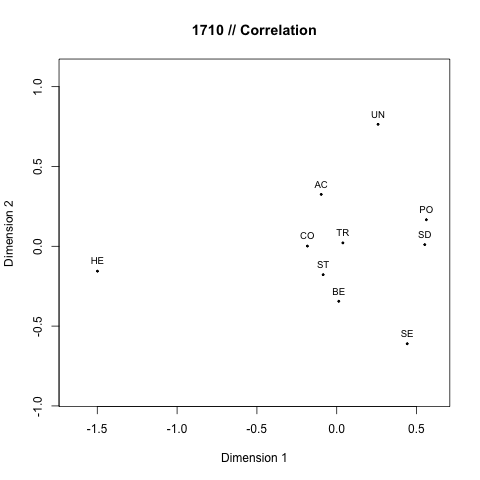 1710 // Correlation
Dimension 2
1.0
0.5
0.0
-0.5
-1.0
UN
AC
PO
TR
SD
CO
HE
ST
BE
SE
-1.5 -1.0 -0.5 0.0 0.5
Dimension 1